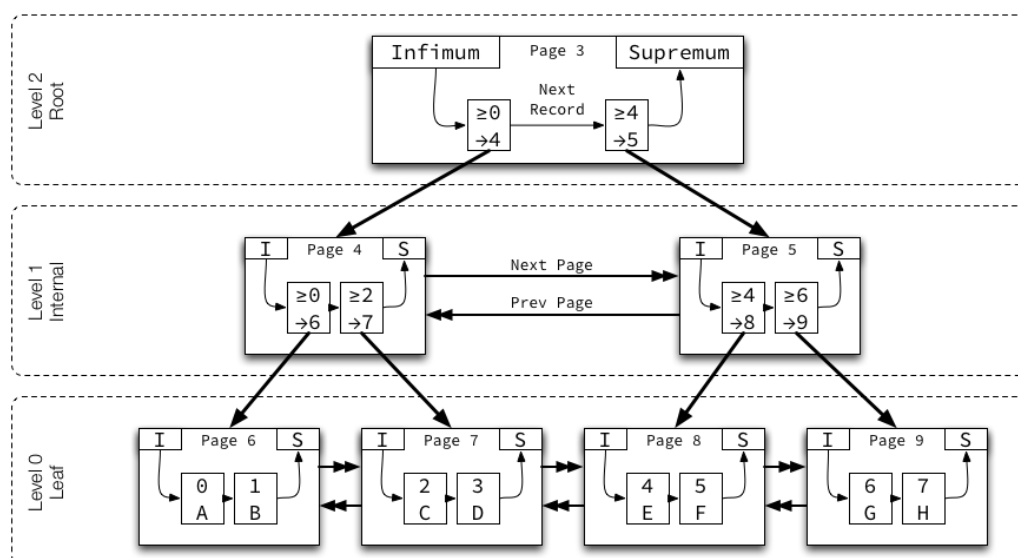 Level 2
Root
Infimum
Page 3
Supremum
Next
Record
≥0
→4
≥4
→5
Level 1
Internal
I
Page 4
S
≥0
→6
≥2
→7
Next Page
Prev Page
I
Page 5
S
≥4
→8
≥6
→9
Level 0
Leaf
I
Page 6
S
0
A
1
B
I
Page 7
S
2
C
3
D
I
Page 8
S
4
E
5
F
I
Page 9
S
6
G
7
H